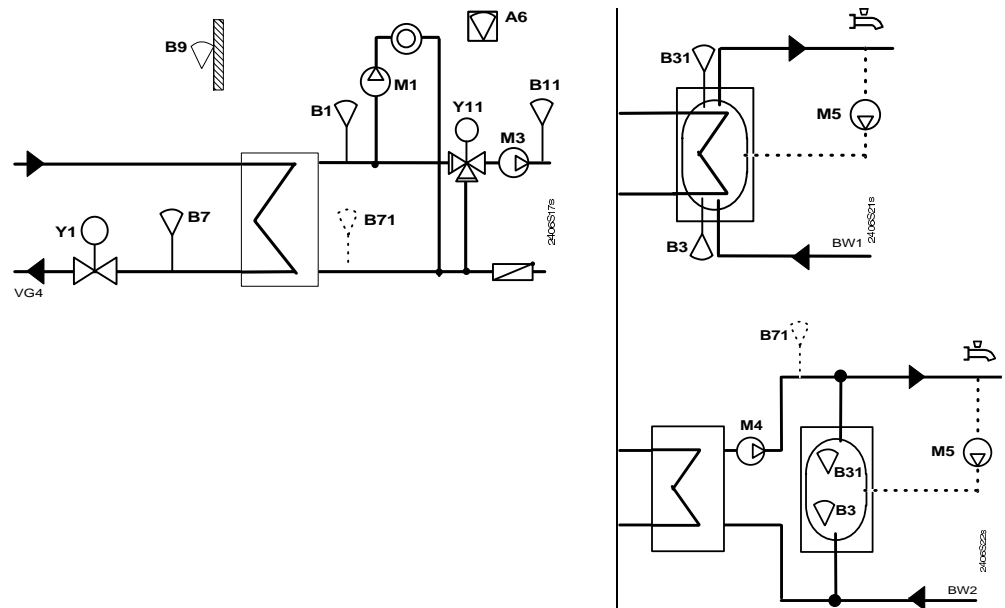 B9
A6
M1
B1
Y11
B11
M3
Y1
B7
B71
VG4
2406S17s
B31
M5
B3
BW1
2406S21s
B71
M4
B31
B3
M5
BW2
2406S22s